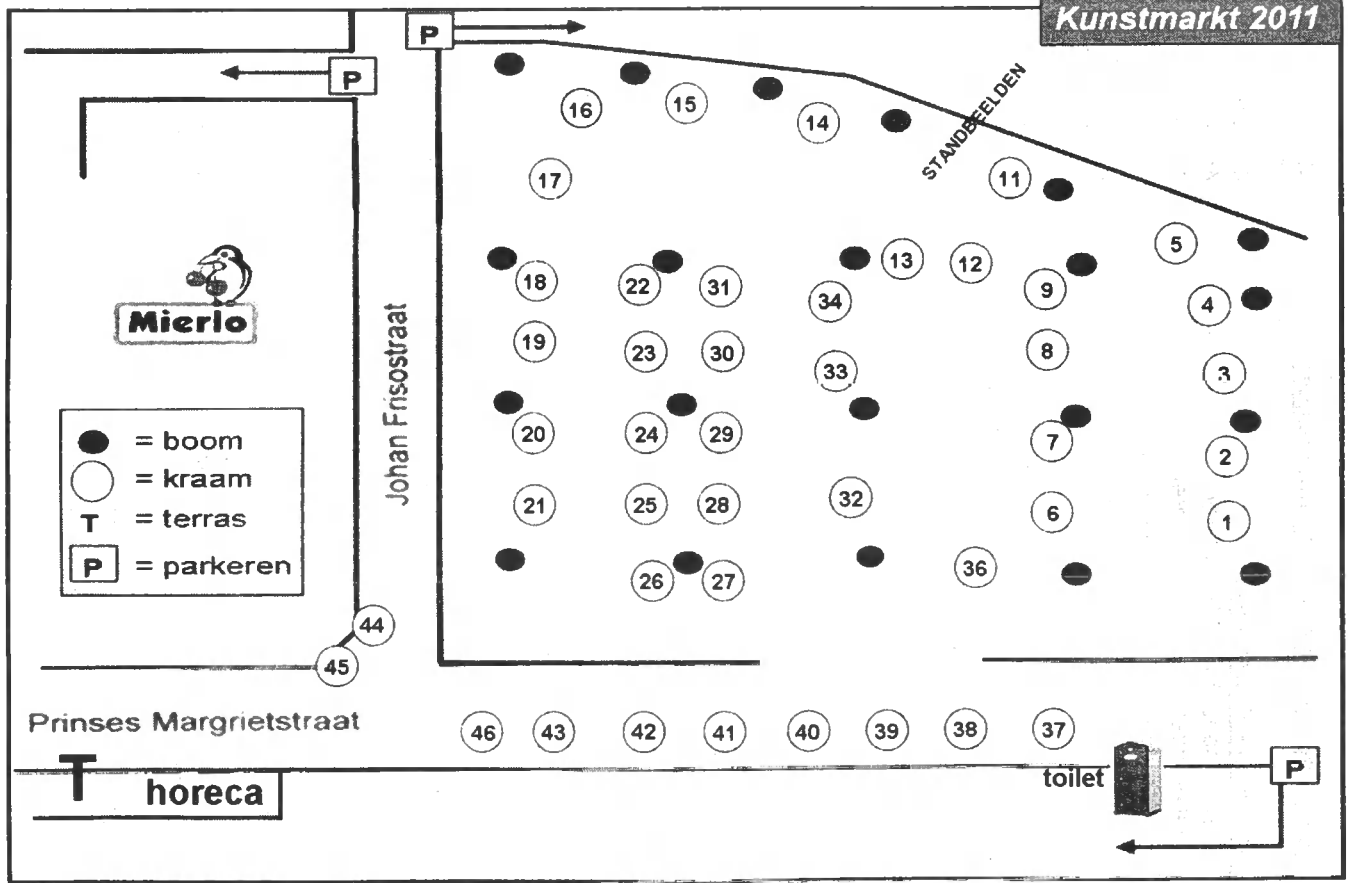 Kunstmarkt 2011
P
P
STANDBEELDEN
16
15
14
11
17
5
13
12
18
22
31
34
9
4
Mierlo
19
23
30
33
8
3
Johan Frisostraat
= boom
= kraam
T = terras
P = parkeren
20
24
29
7
2
21
25
28
32
6
1
26
27
36
44
45
Prinses Margrietstraat
46
43
42
41
40
39
38
37
T
horeca
toilet
P